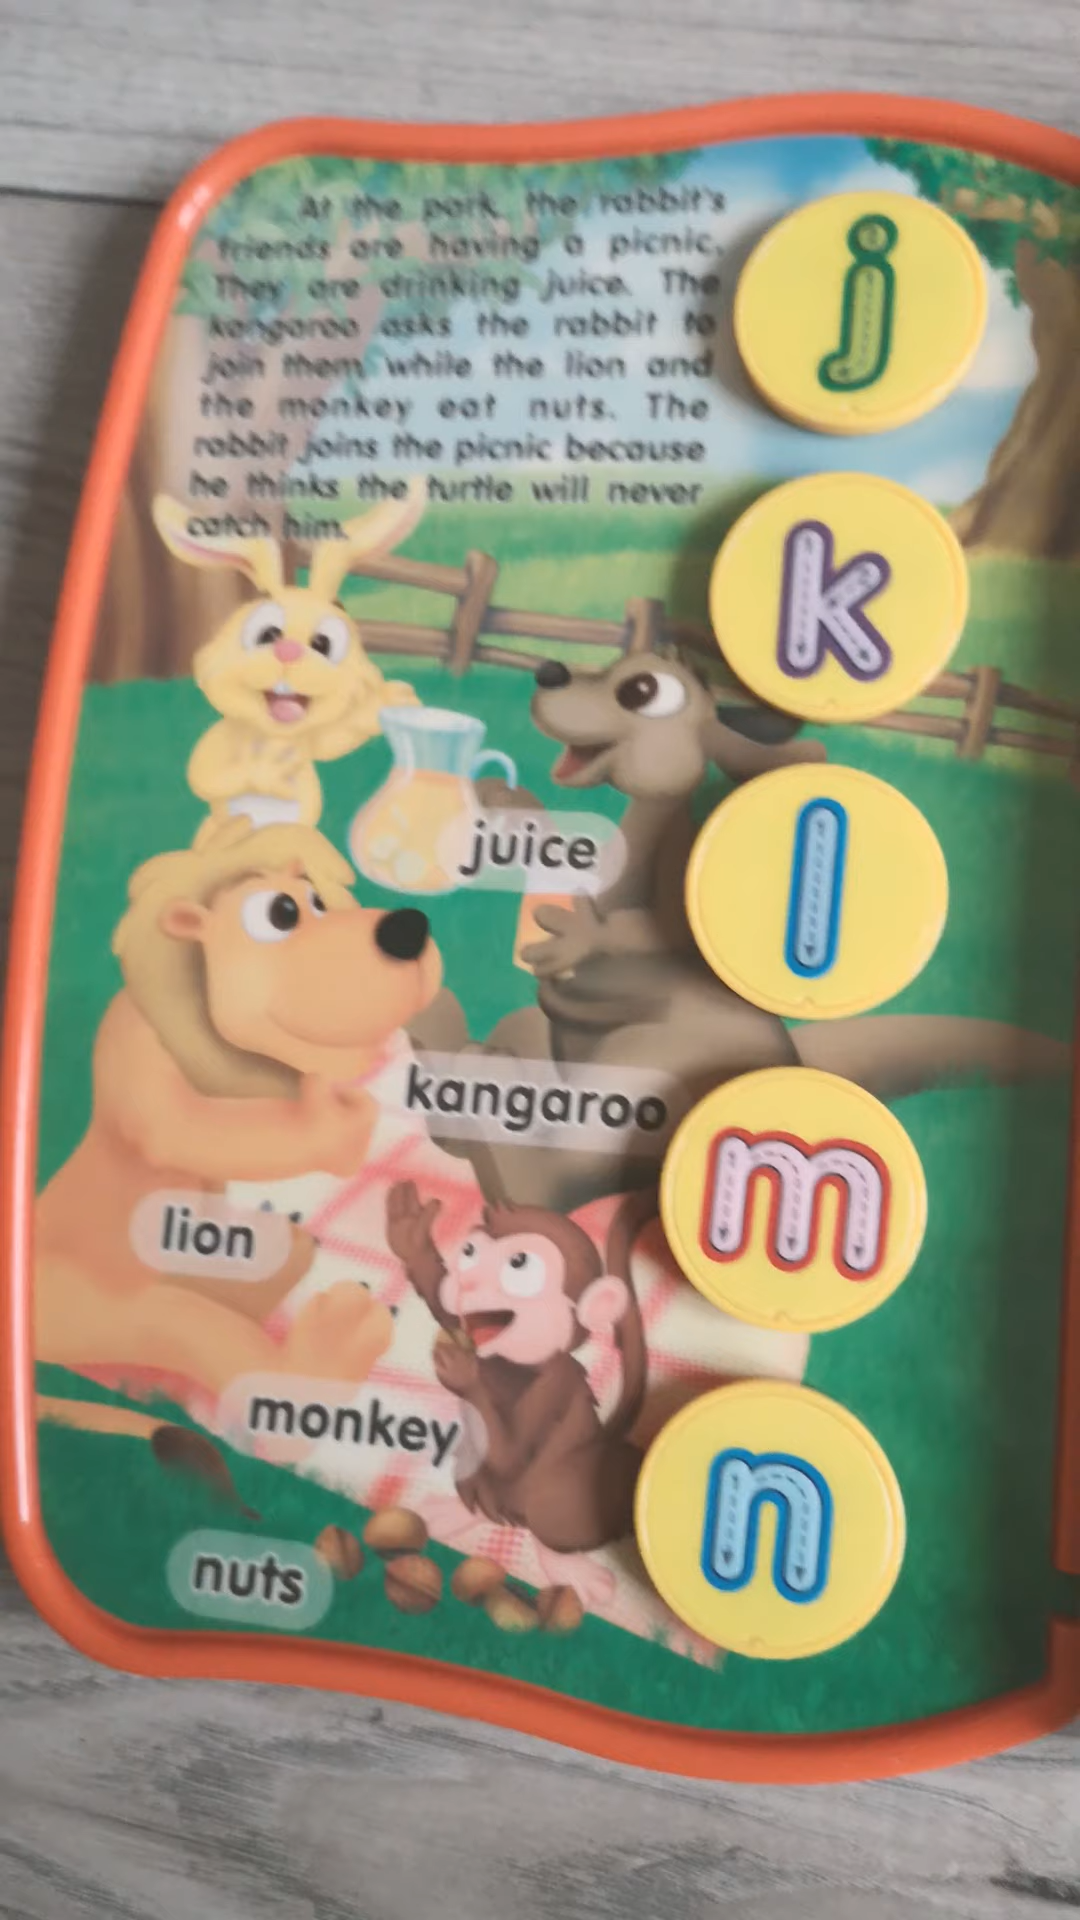 At the park, the rabbit's
friends are having a picnic.
They are drinking juice. The
kangaroo asks the rabbit to
join them, while the lion and
the monkey eat nuts. The
rabbit joins the picnic because
he thinks the turtle will never
catch him.
j
k
juice
l
kangaroo
m
lion
monkey
n
nuts